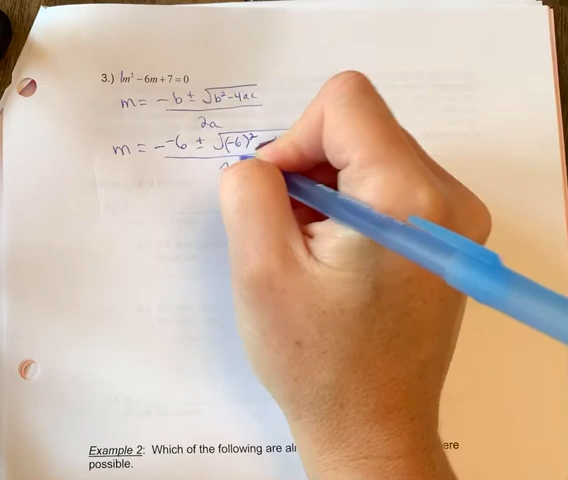 3.) 1m² − 6m + 7 = 0
m = -b ± √b²-4ac
2a
m = --6 ± √(-6)²
Example 2: Which of the following are ere
possible.